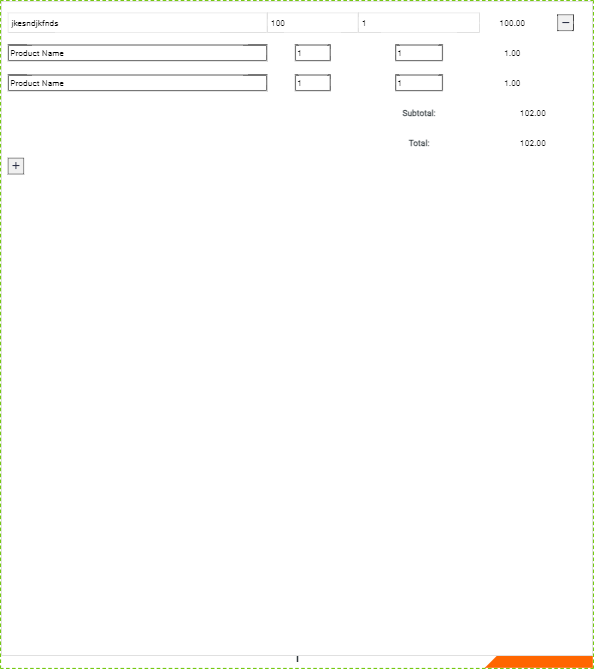 jkesndjkfnds 100 1 100.00 −
Product Name 1 1 1.00
Product Name 1 1 1.00
Subtotal: 102.00
Total: 102.00
+